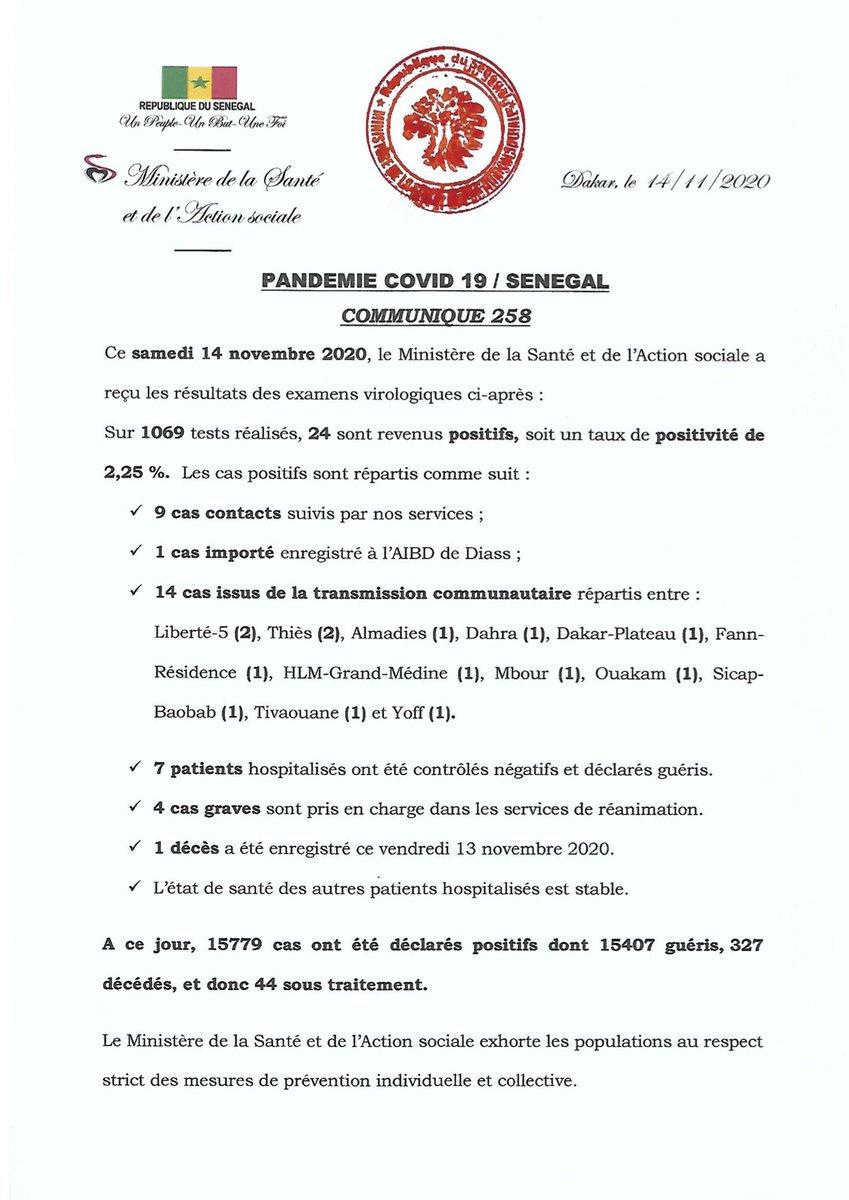 REPUBLIQUE DU SENEGAL
Un Peuple-Un But-Une Foi
Ministère de la Santé
et de l'Action sociale
République du Sénégal
MINISTERE DE LA
Dakar, le 14/11/2020
PANDEMIE COVID 19 / SENEGAL
COMMUNIQUE 258
Ce samedi 14 novembre 2020, le Ministère de la Santé et de l'Action sociale a
reçu les résultats des examens virologiques ci-après :
Sur 1069 tests réalisés, 24 sont revenus positifs, soit un taux de positivité de
2,25 %. Les cas positifs sont répartis comme suit :
✓ 9 cas contacts suivis par nos services ;
✓ 1 cas importé enregistré à l'AIBD de Diass ;
✓ 14 cas issus de la transmission communautaire répartis entre :
Liberté-5 (2), Thiès (2), Almadies (1), Dahra (1), Dakar-Plateau (1), Fann-
Résidence (1), HLM-Grand-Médine (1), Mbour (1), Ouakam (1), Sicap-
Baobab (1), Tivaouane (1) et Yoff (1).
✓ 7 patients hospitalisés ont été contrôlés négatifs et déclarés guéris.
✓ 4 cas graves sont pris en charge dans les services de réanimation.
✓ 1 décès a été enregistré ce vendredi 13 novembre 2020.
✓ L'état de santé des autres patients hospitalisés est stable.
A ce jour, 15779 cas ont été déclarés positifs dont 15407 guéris, 327
décédés, et donc 44 sous traitement.
Le Ministère de la Santé et de l'Action sociale exhorte les populations au respect
strict des mesures de prévention individuelle et collective.